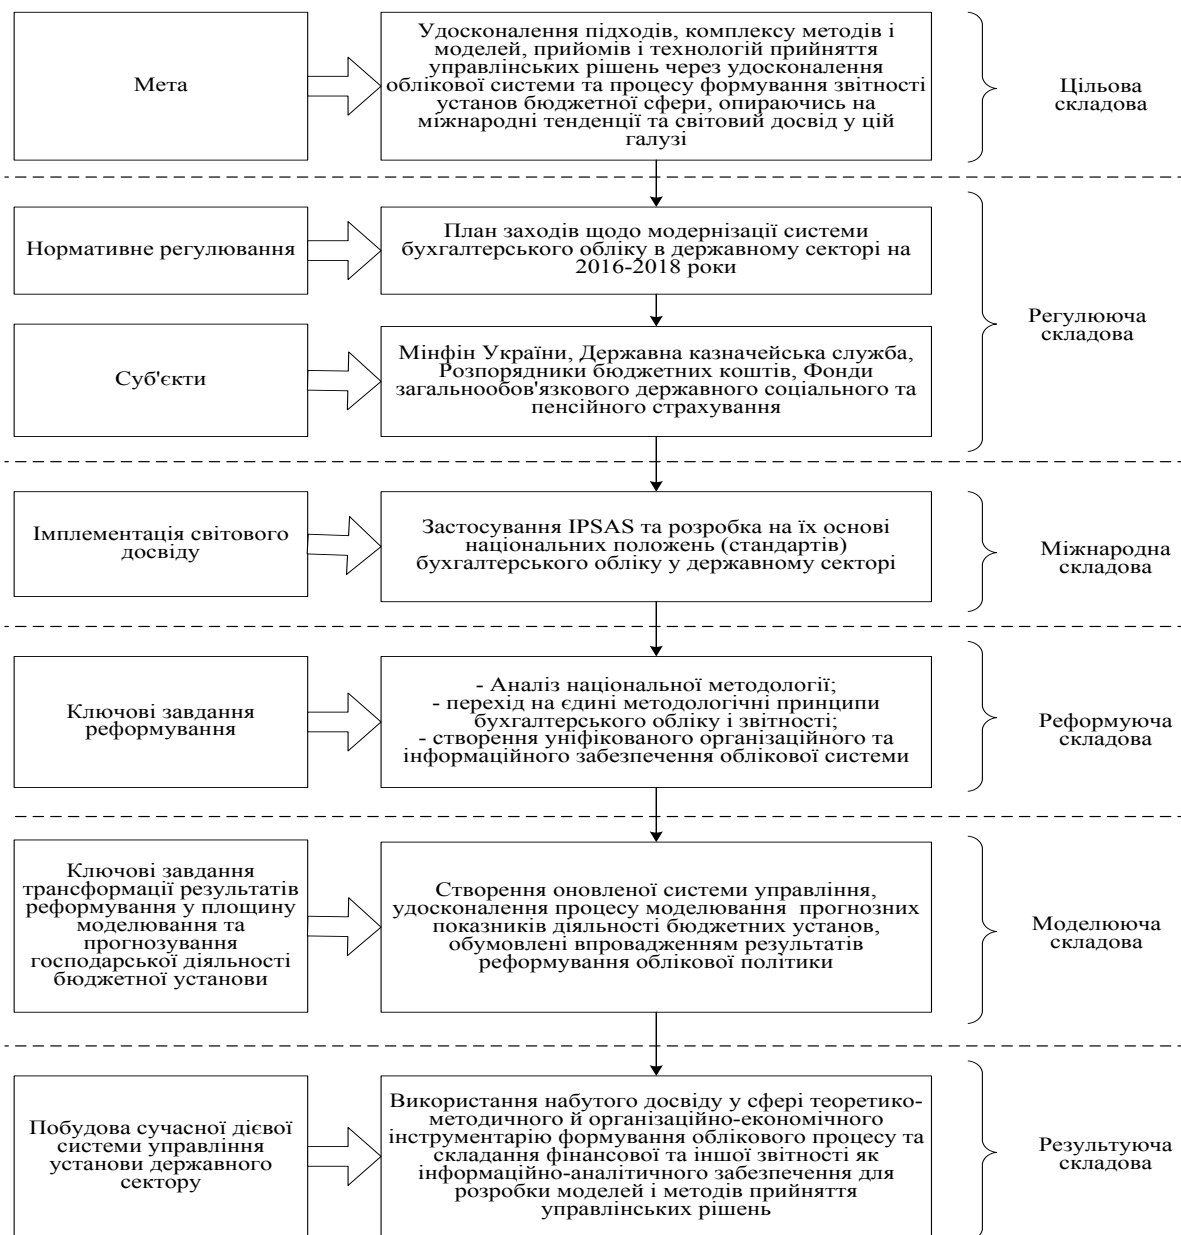 Мета
Удосконалення підходів, комплексу методів і
моделей, прийомів і технологій прийняття
управлінських рішень через удосконалення
облікової системи та процесу формування звітності
установ бюджетної сфери, опираючись на
міжнародні тенденції та світовий досвід у цій
галузі
Цільова
складова
Нормативне регулювання
План заходів щодо модернізації системи
бухгалтерського обліку в державному секторі на
2016-2018 роки
Регулююча
складова
Суб'єкти
Мінфін України, Державна казначейська служба,
Розпорядники бюджетних коштів, Фонди
загальнообов'язкового державного соціального та
пенсійного страхування
Імплементація світового
досвіду
Застосування IPSAS та розробка на їх основі
національних положень (стандартів)
бухгалтерського обліку у державному секторі
Міжнародна
складова
Ключові завдання
реформування
- Аналіз національної методології;
- перехід на єдині методологічні принципи
бухгалтерського обліку і звітності;
- створення уніфікованого організаційного та
інформаційного забезпечення облікової системи
Реформуюча
складова
Ключові завдання
трансформації результатів
реформування у площину
моделювання та
прогнозування
господарської діяльності
бюджетної установи
Створення оновленої системи управління,
удосконалення процесу моделювання  прогнозних
показників діяльності бюджетних установ,
обумовлені впровадженням результатів
реформування облікової політики
Моделююча
складова
Побудова сучасної дієвої
системи управління
установи державного
сектору
Використання набутого досвіду у сфері теоретико-
методичного й організаційно-економічного
інструментарію формування облікового процесу та
складання фінансової та іншої звітності як
інформаційно-аналітичного забезпечення для
розробки моделей і методів прийняття
управлінських рішень
Результуюча
складова